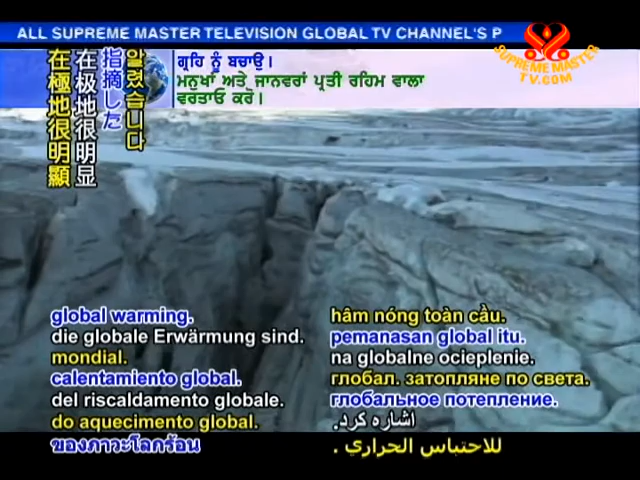 ALL SUPREME MASTER TELEVISION GLOBAL TV CHANNEL'S P
SUPREME MASTER
TV.COM
ਗ੍ਰਹਿ ਨੂੰ ਬਚਾਉ।
ਮਨੁਖਾਂ ਅਤੇ ਜਾਨਵਰਾਂ ਪ੍ਰਤੀ ਰਹਿਮ ਵਾਲਾ
ਵਰਤਾਓ ਕਰੋ।
알렸습니다
指摘した
在极地很明显
在極地很明顯
global warming.
die globale Erwärmung sind.
mondial.
calentamiento global.
del riscaldamento globale.
do aquecimento global.
ของภาวะโลกร้อน
hâm nóng toàn cầu.
pemanasan global itu.
na globalne ocieplenie.
глобал. затопляне по света.
глобальное потепление.
اشاره کرد.
للاحتباس الحراري .